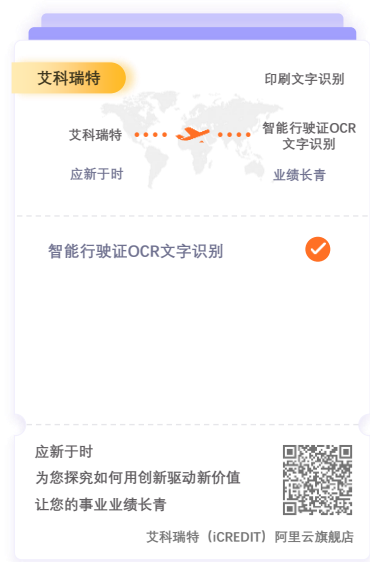 艾科瑞特
印刷文字识别
艾科瑞特
智能行驶证OCR
文字识别
应新于时
业绩长青
智能行驶证OCR文字识别
应新于时
为您探究如何用创新驱动新价值
让您的事业业绩长青
艾科瑞特（iCREDIT）阿里云旗舰店